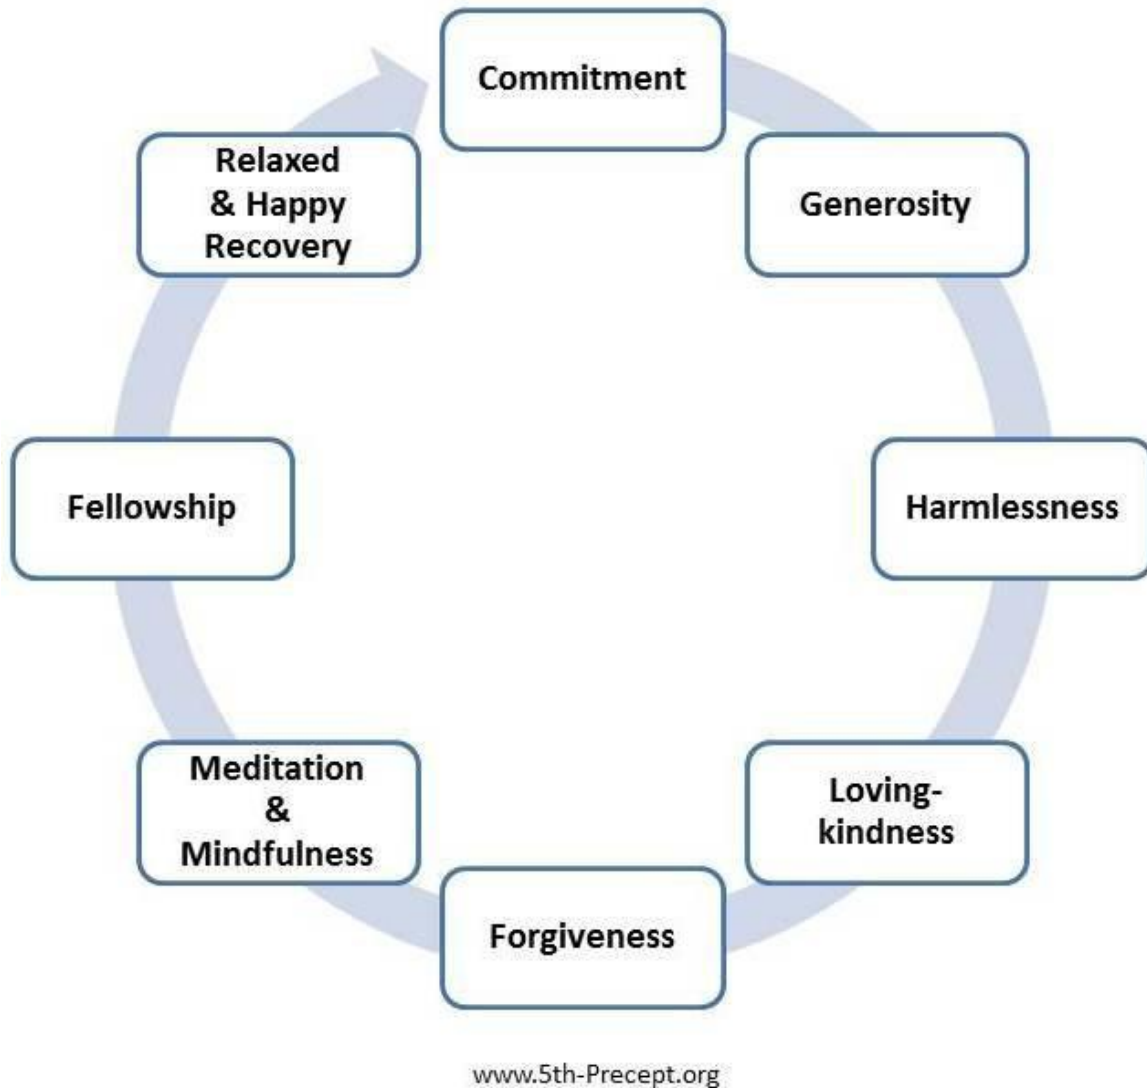 Commitment
Generosity
Harmlessness
Loving-
kindness
Forgiveness
Meditation
&
Mindfulness
Fellowship
Relaxed
& Happy
Recovery
www.5th-Precept.org